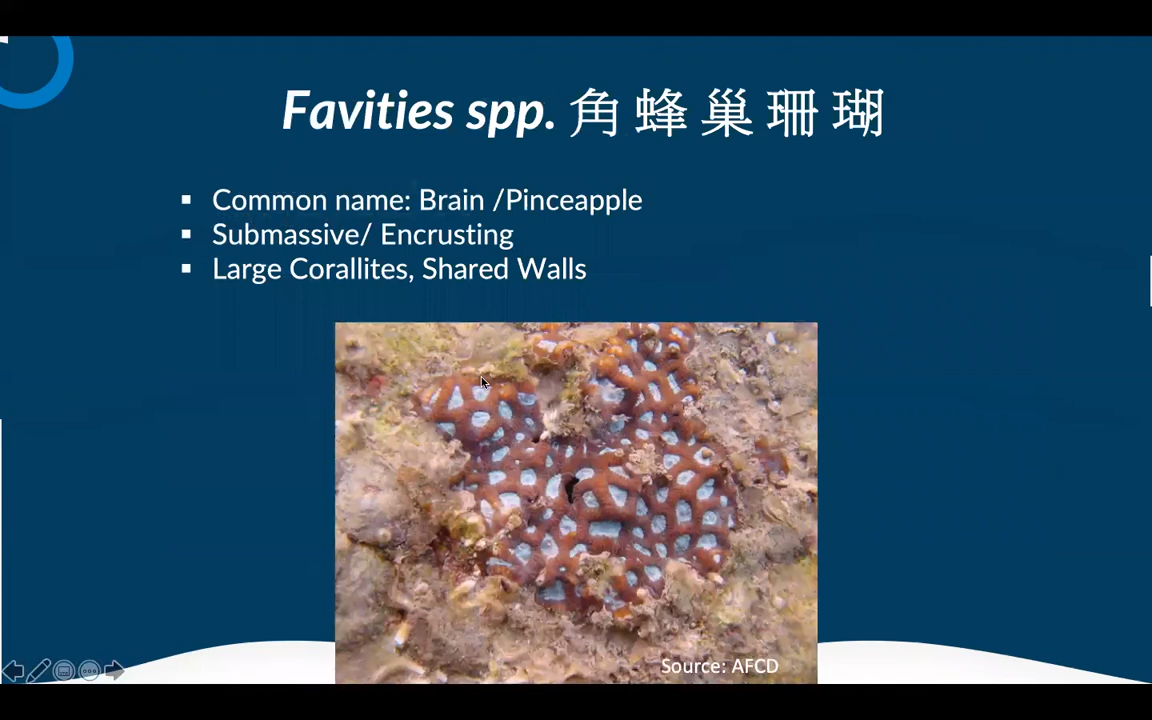 Favities spp. 角蜂巢珊瑚
Common name: Brain /Pinceapple
Submassive/ Encrusting
Large Corallites, Shared Walls
Source: AFCD